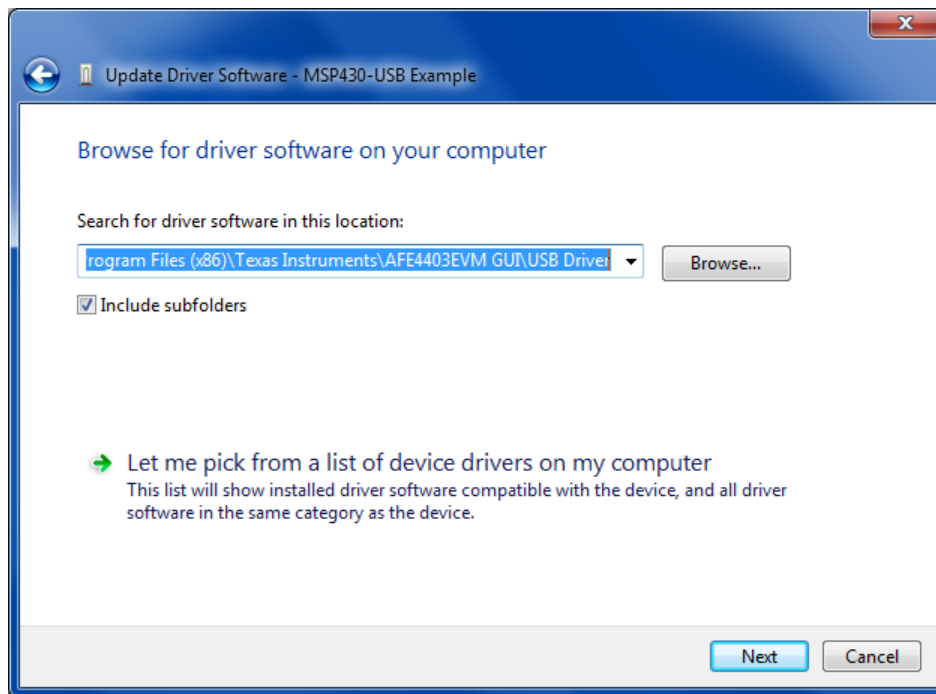 Update Driver Software - MSP430-USB Example
Browse for driver software on your computer
Search for driver software in this location:
Program Files (x86)\Texas Instruments\AFE4403EVM GUI\USB Driver
Browse...
Include subfolders
Let me pick from a list of device drivers on my computer
This list will show installed driver software compatible with the device, and all driver
software in the same category as the device.
Next
Cancel